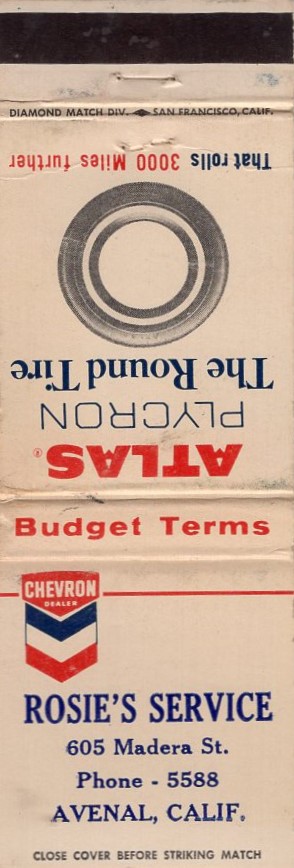 DIAMOND MATCH DIV. SAN FRANCISCO, CALIF.
ATLAS®
PLYCRON
The Round Tire
That rolls 3000 Miles further
Budget Terms
CHEVRON
DEALER
ROSIE'S SERVICE
605 Madera St.
Phone - 5588
AVENAL, CALIF.
CLOSE COVER BEFORE STRIKING MATCH